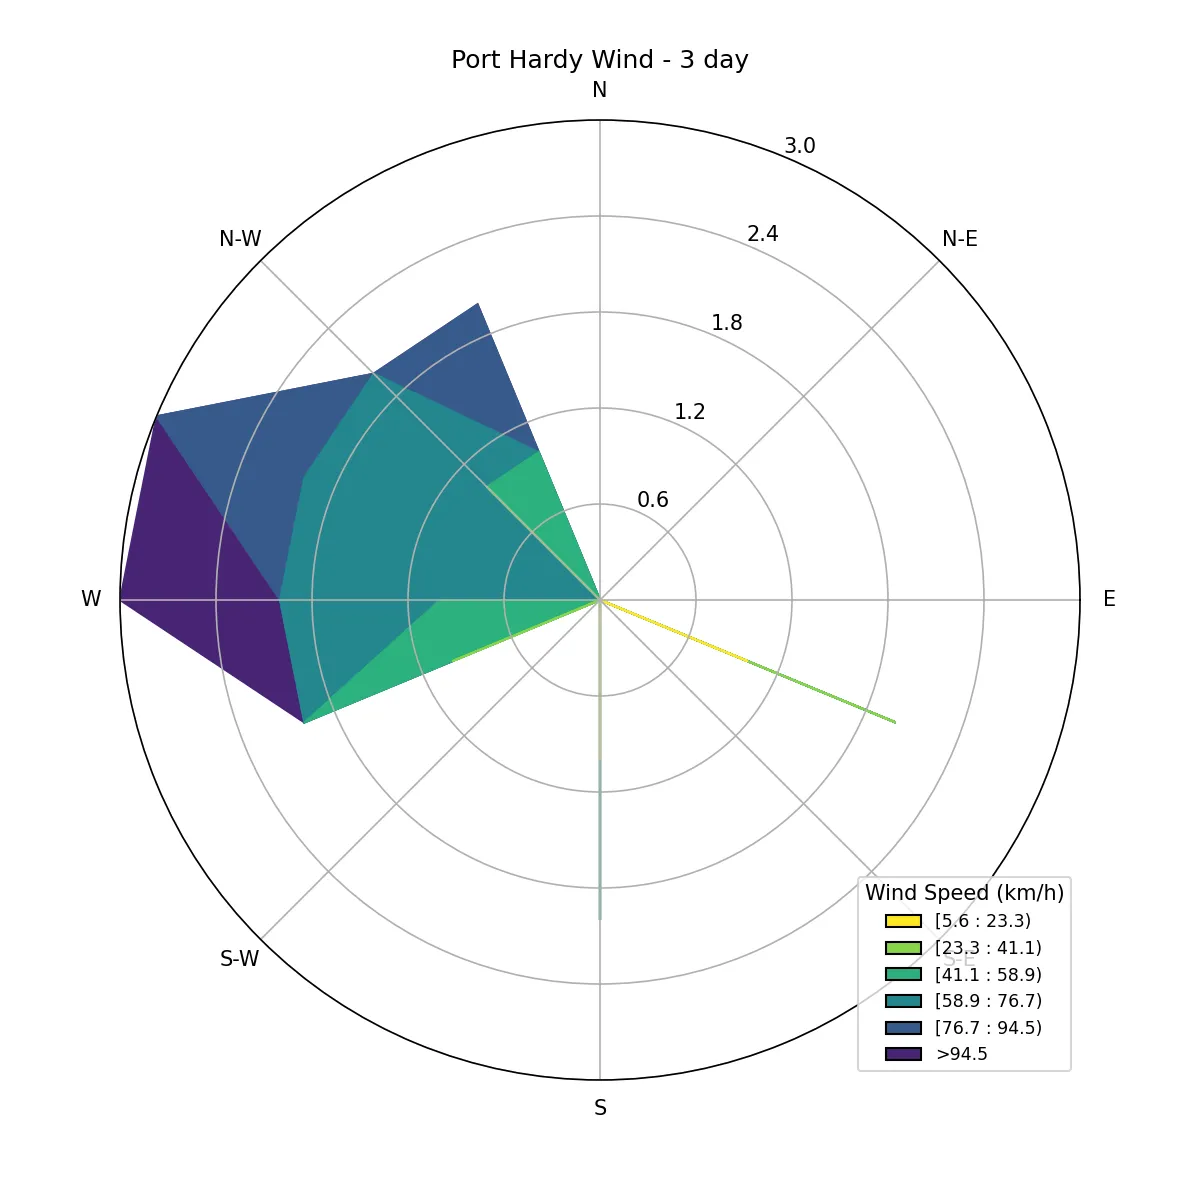 Port Hardy Wind - 3 day
N
3.0
2.4
N-W
N-E
1.8
1.2
0.6
W
E
Wind Speed (km/h)
[5.6 : 23.3)
[23.3 : 41.1)
S-W
S-E
[41.1 : 58.9)
[58.9 : 76.7)
[76.7 : 94.5)
>94.5
S